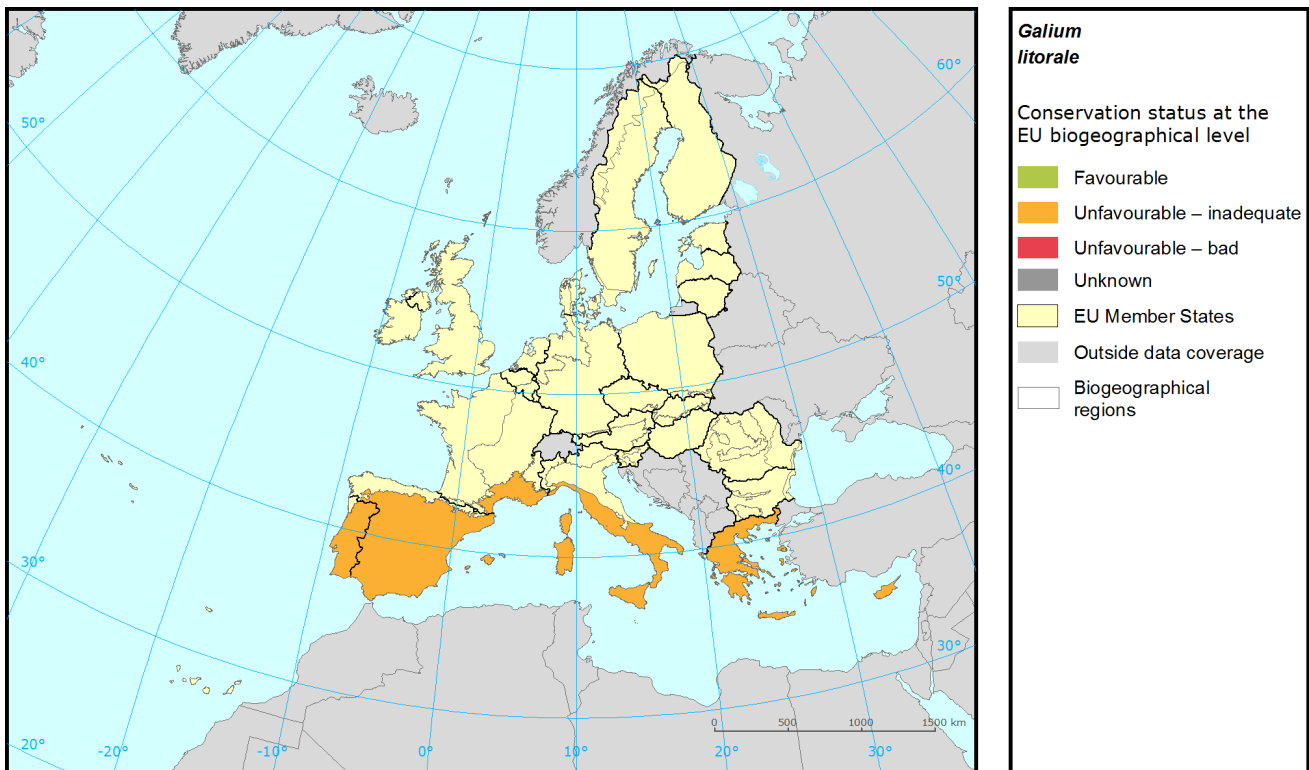 60°
50°
50°
40°
40°
30°
30°
20°
-20°
-10°
0°
10°
20°
30°
0 500 1000 1500 km
Galium
litorale
Conservation status at the
EU biogeographical level
Favourable
Unfavourable – inadequate
Unfavourable – bad
Unknown
EU Member States
Outside data coverage
Biogeographical
regions